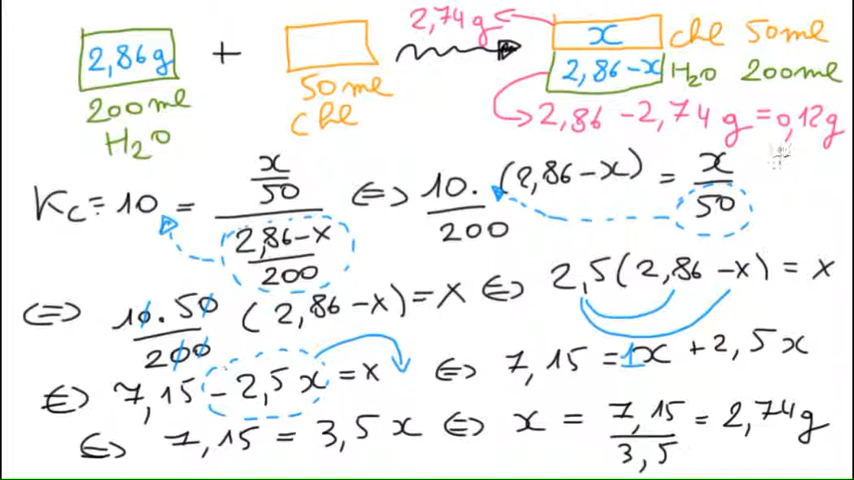 2,86g + 2,74g x chl 50ml
200ml H₂O 50ml chl 2,86-x H₂O 200ml
2,86 - 2,74g = 0,12g
Kc = 10 = (x/50)/((2,86-x)/200) ⟺ 10/200 . (2,86-x) = x/50
⟺ (10.50)/200 (2,86-x) = x ⟺ 2,5(2,86-x) = x
⟺ 7,15 - 2,5x = x ⟺ 7,15 = 1x + 2,5x
⟺ 7,15 = 3,5x ⟺ x = 7,15/3,5 = 2,74g